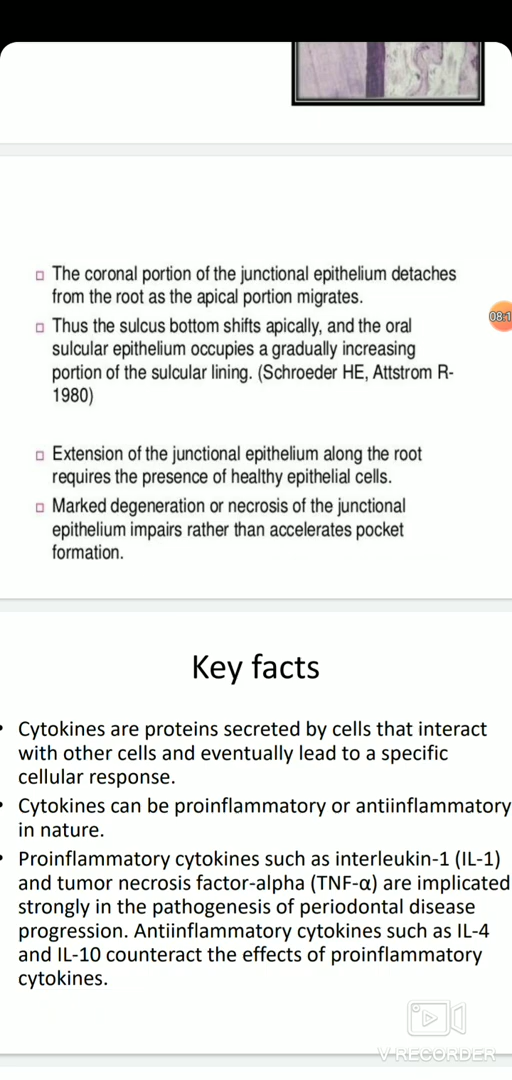 The coronal portion of the junctional epithelium detaches
from the root as the apical portion migrates.
Thus the sulcus bottom shifts apically, and the oral
sulcular epithelium occupies a gradually increasing
portion of the sulcular lining. (Schroeder HE, Attstrom R-
1980)
Extension of the junctional epithelium along the root
requires the presence of healthy epithelial cells.
Marked degeneration or necrosis of the junctional
epithelium impairs rather than accelerates pocket
formation.
Key facts
Cytokines are proteins secreted by cells that interact
with other cells and eventually lead to a specific
cellular response.
Cytokines can be proinflammatory or antiinflammatory
in nature.
Proinflammatory cytokines such as interleukin-1 (IL-1)
and tumor necrosis factor-alpha (TNF-α) are implicated
strongly in the pathogenesis of periodontal disease
progression. Antiinflammatory cytokines such as IL-4
and IL-10 counteract the effects of proinflammatory
cytokines.
V RECORDER